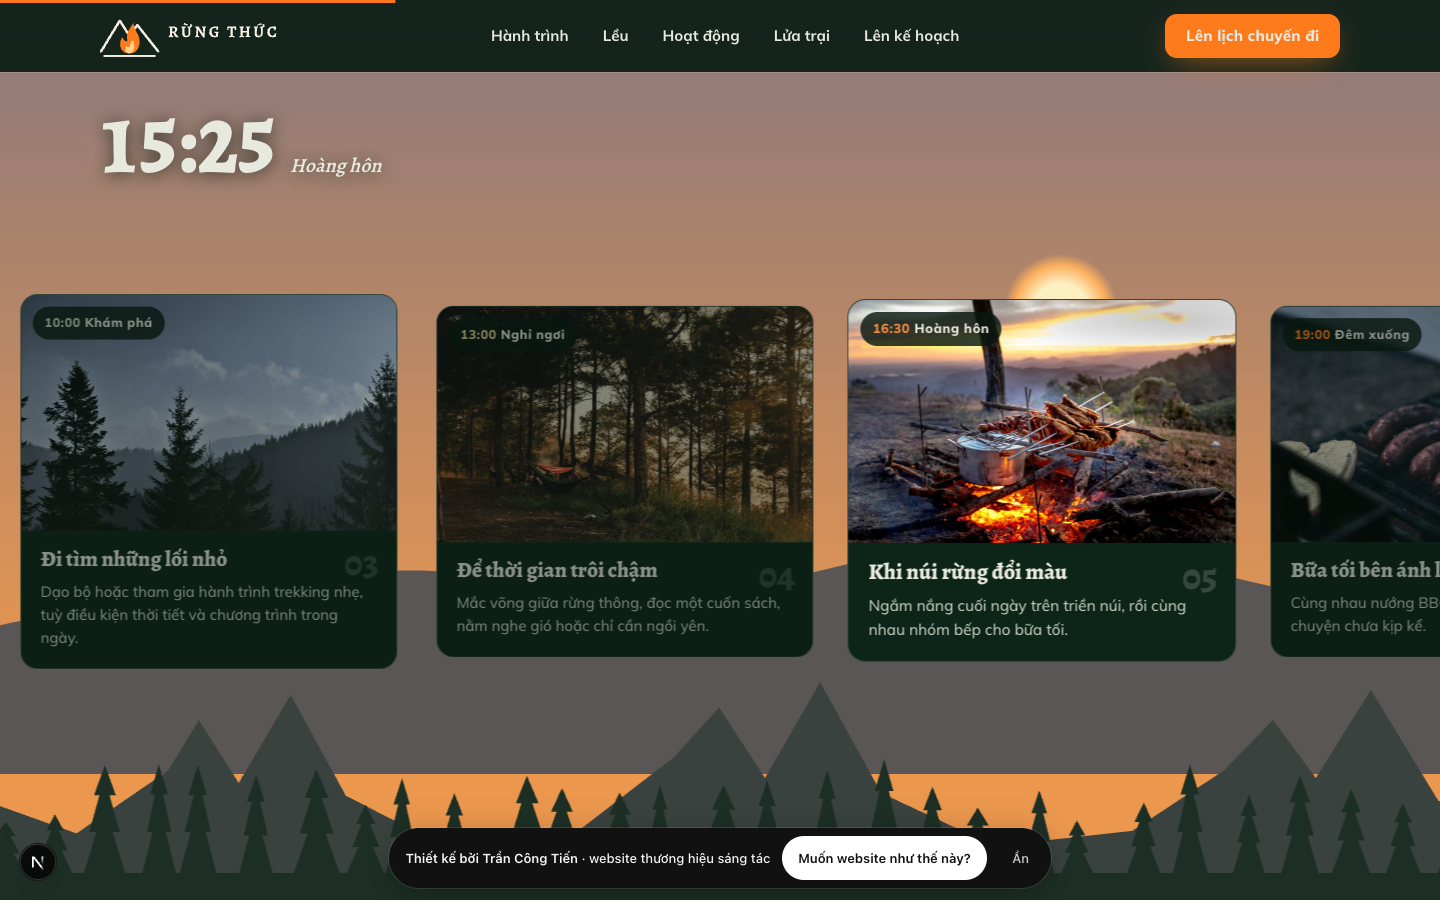 RỪNG THỨC
Hành trình
Lều
Hoạt động
Lửa trại
Lên kế hoạch
Lên lịch chuyến đi
15:25 Hoàng hôn
10:00 Khám phá
Đi tìm những lối nhỏ
03
Dạo bộ hoặc tham gia hành trình trekking nhẹ,
tuỳ điều kiện thời tiết và chương trình trong
ngày.
13:00 Nghỉ ngơi
Để thời gian trôi chậm
04
Mắc võng giữa rừng thông, đọc một cuốn sách,
nằm nghe gió hoặc chỉ cần ngồi yên.
16:30 Hoàng hôn
Khi núi rừng đổi màu
05
Ngắm nắng cuối ngày trên triền núi, rồi cùng
nhau nhóm bếp cho bữa tối.
19:00 Đêm xuống
Bữa tối bên ánh l
Cùng nhau nướng BB
chuyện chưa kịp kể.
N
Thiết kế bởi Trần Công Tiến · website thương hiệu sáng tác
Muốn website như thế này?
Ẩn